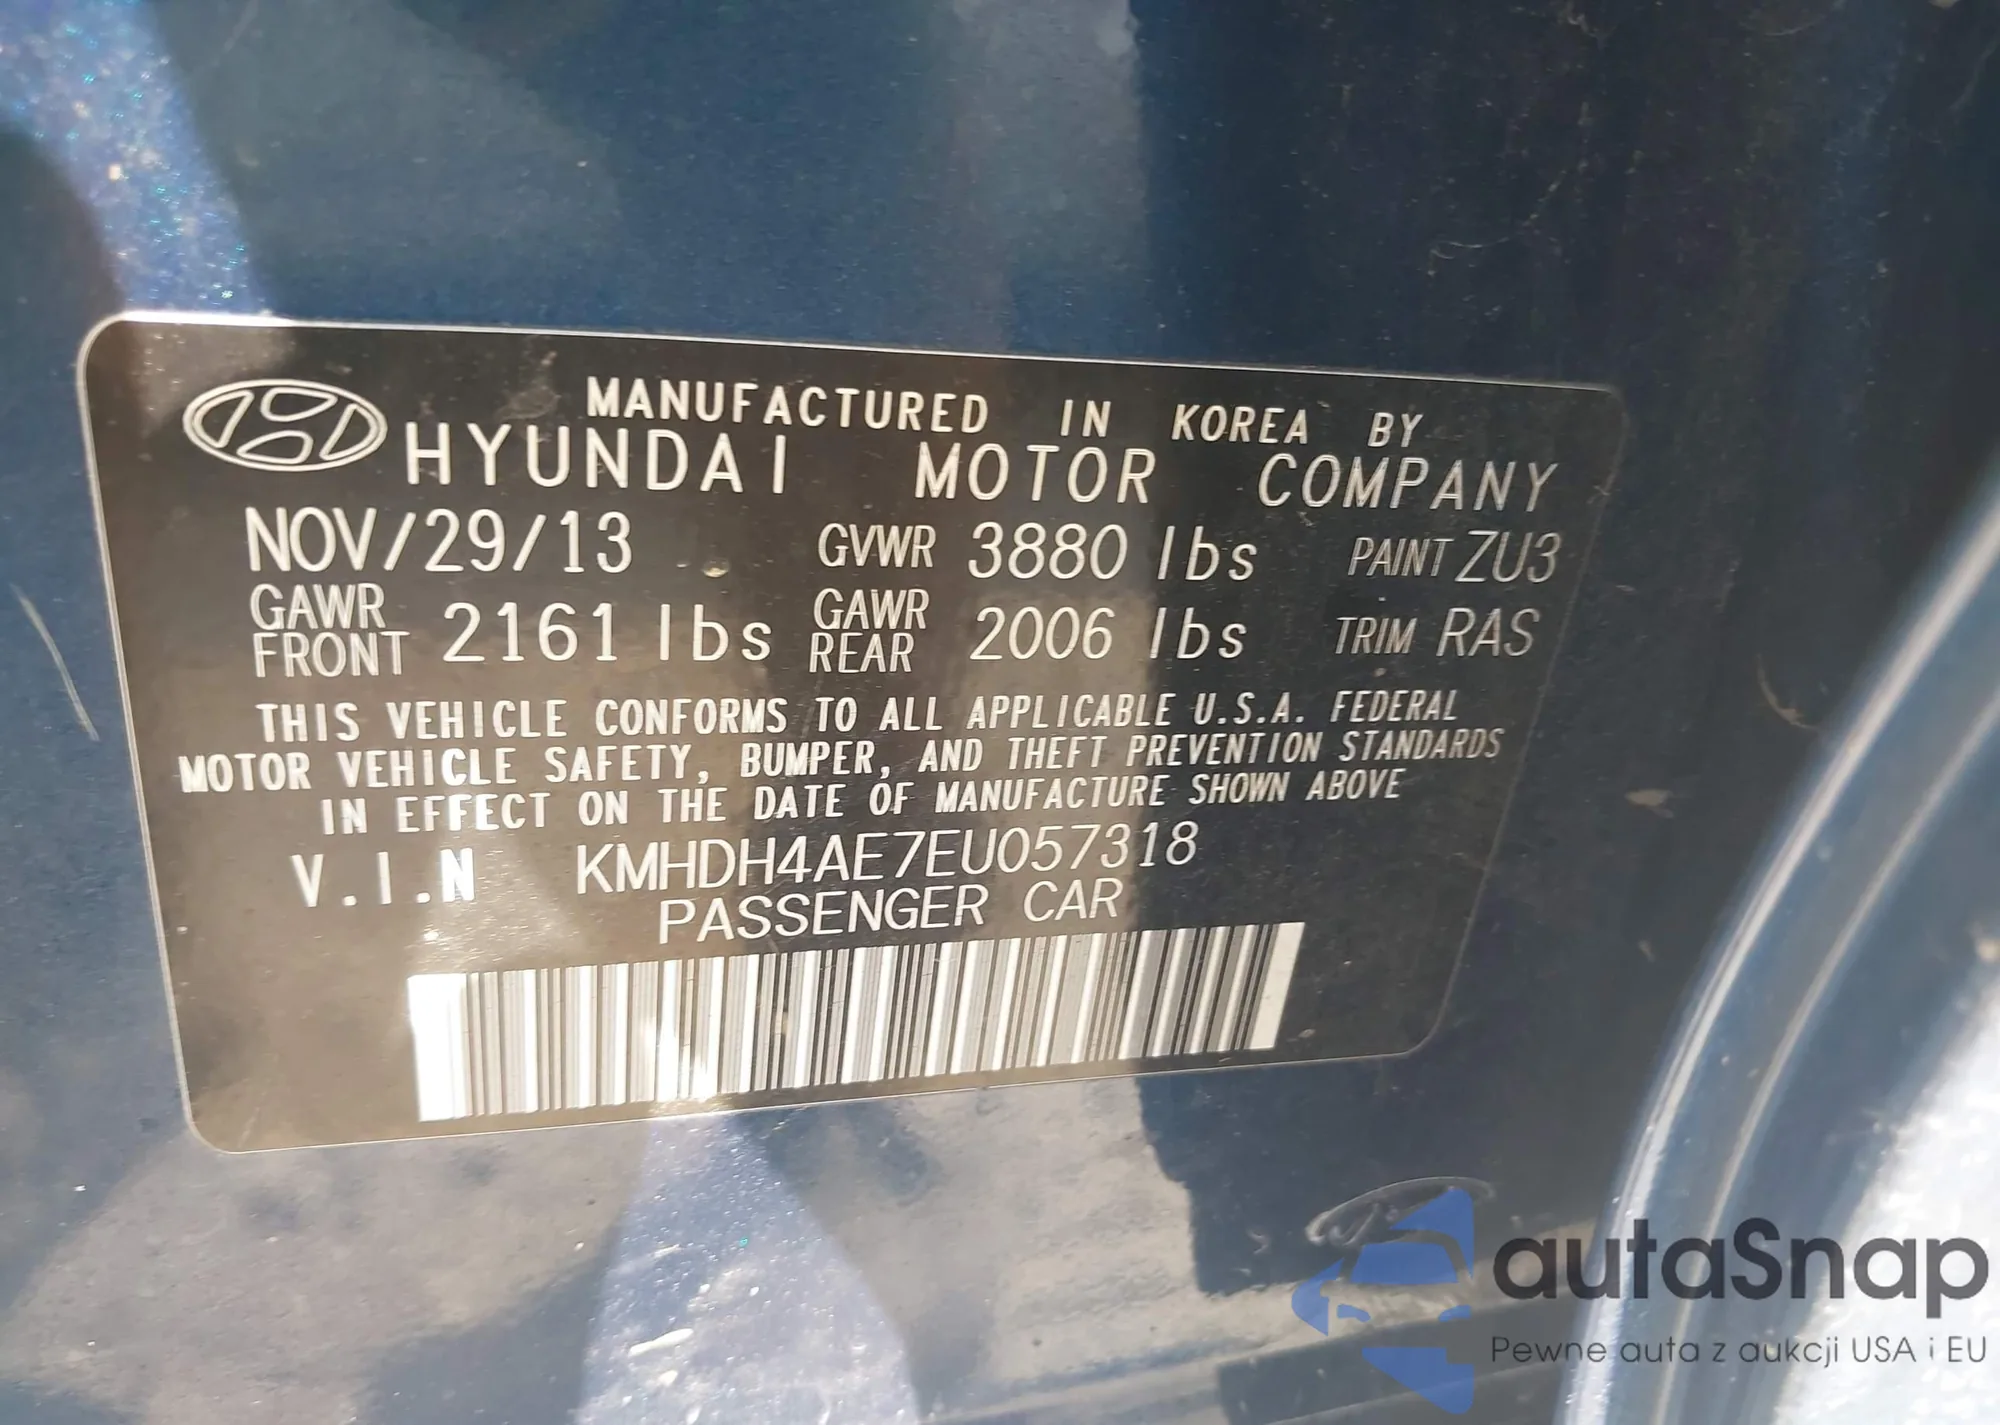 MANUFACTURED IN KOREA BY
HYUNDAI MOTOR COMPANY
NOV/29/13 GVWR 3880 lbs PAINT ZU3
GAWR FRONT 2161 lbs GAWR REAR 2006 lbs TRIM RAS
THIS VEHICLE CONFORMS TO ALL APPLICABLE U.S.A. FEDERAL
MOTOR VEHICLE SAFETY, BUMPER, AND THEFT PREVENTION STANDARDS
IN EFFECT ON THE DATE OF MANUFACTURE SHOWN ABOVE
V.I.N KMHDH4AE7EU057318
PASSENGER CAR
autaSnap
Pewne auta z aukcji USA i EU